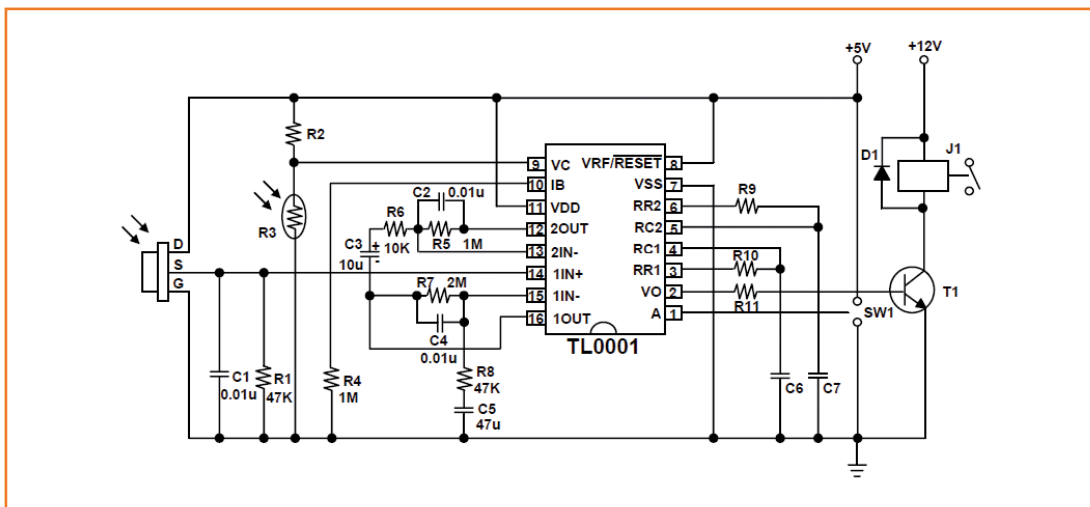 +5V
+12V
R2
D1
J1
9 VC
VRF/RESET 8
10 IB
VSS 7
11 VDD
RR2 6
R9
12 2OUT
RC2 5
13 2IN-
RC1 4
14 1IN+
RR1 3
R10
15 1IN-
VO 2
R11
16 1OUT
A 1
TL0001
C2 0.01u
R6
10K
R5 1M
R3
C3 +
10u -
R7 2M
C4
0.01u
D
S
G
SW1
T1
C1
0.01u
R1
47K
R4
1M
R8
47K
C5
47u
C6
C7